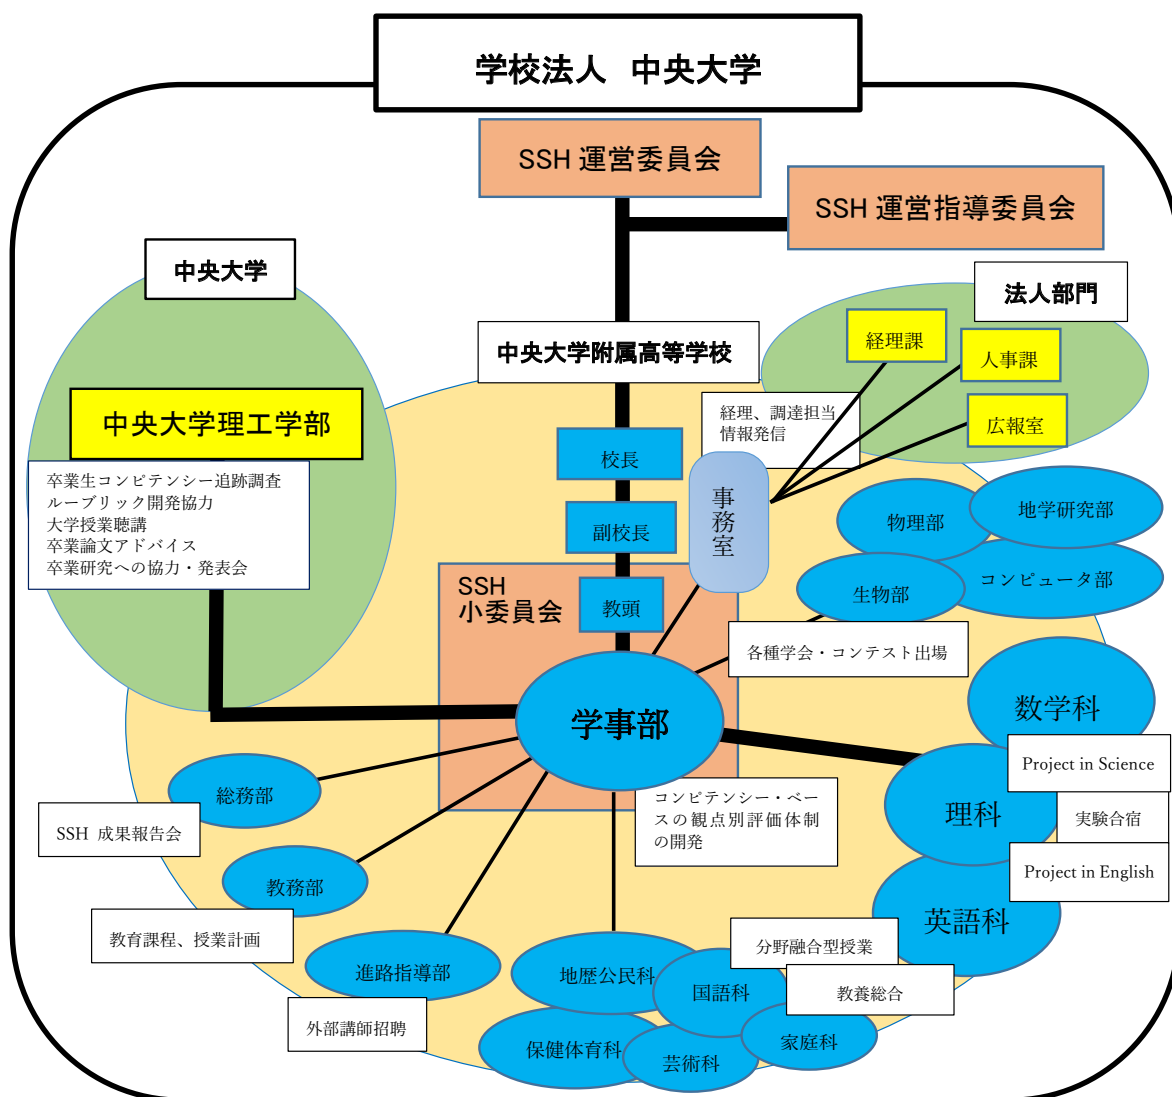 学校法人 中央大学
SSH 運営委員会
SSH 運営指導委員会
中央大学
法人部門
経理課
人事課
広報室
中央大学附属高等学校
経理、調達担当
情報発信
中央大学理工学部
卒業生コンピテンシー追跡調査
ルーブリック開発協力
大学授業聴講
卒業論文アドバイス
卒業研究への協力・発表会
校長
副校長
事務室
物理部
地学研究部
生物部
コンピュータ部
SSH
小委員会
教頭
各種学会・コンテスト出場
学事部
数学科
Project in Science
理科
実験合宿
Project in English
英語科
コンピテンシー・ベー
スの観点別評価体制
の開発
総務部
SSH 成果報告会
教務部
教育課程、授業計画
進路指導部
外部講師招聘
地歴公民科
国語科
分野融合型授業
教養総合
保健体育科
芸術科
家庭科